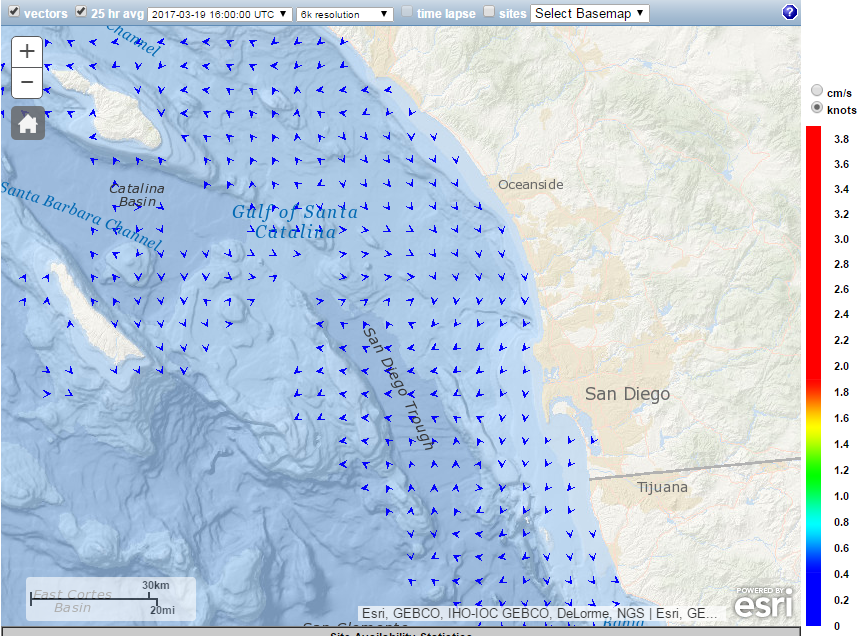 vectors 25 hr avg 2017-03-19 16:00:00 UTC 6k resolution time lapse sites Select Basemap ?
Channel
+
−
cm/s
knots
3.8
3.6
3.4
3.2
3.0
2.8
2.6
2.4
2.2
2.0
1.8
1.6
1.4
1.2
1.0
0.8
0.6
0.4
0.2
0
Oceanside
Catalina
Basin
Santa Barbara Channel
Gulf of Santa
Catalina
San Diego Trough
San Diego
Tijuana
East Cortes
Basin
30km
20mi
POWERED BY
esri
Esri, GEBCO, IHO-IOC GEBCO, DeLorme, NGS | Esri, GE...
San Clemente
Bahia
Site Availability Statistics